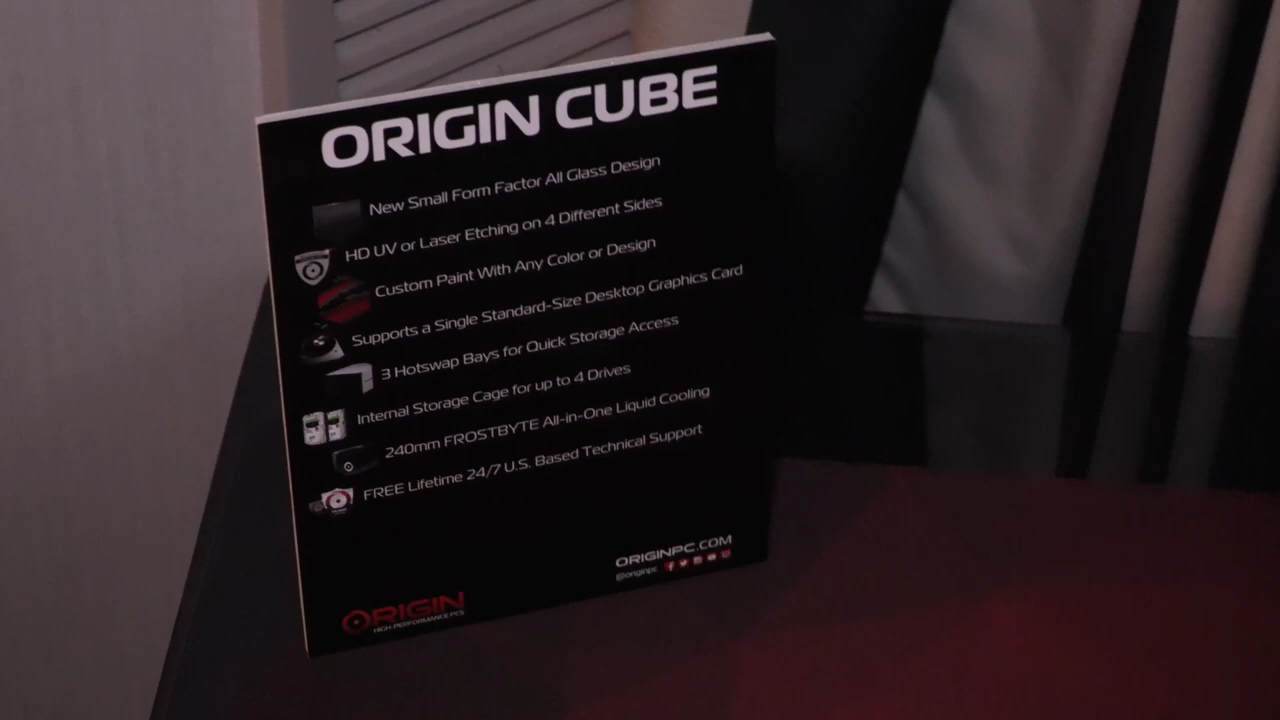 ORIGIN CUBE
New Small Form Factor All Glass Design
HD UV or Laser Etching on 4 Different Sides
Custom Paint With Any Color or Design
Supports a Single Standard-Size Desktop Graphics Card
3 Hotswap Bays for Quick Storage Access
Internal Storage Cage for up to 4 Drives
240mm FROSTBYTE All-in-One Liquid Cooling
FREE Lifetime 24/7 U.S. Based Technical Support
ORIGINPC.COM
@originpc
ORIGIN
HIGH-PERFORMANCE PCS